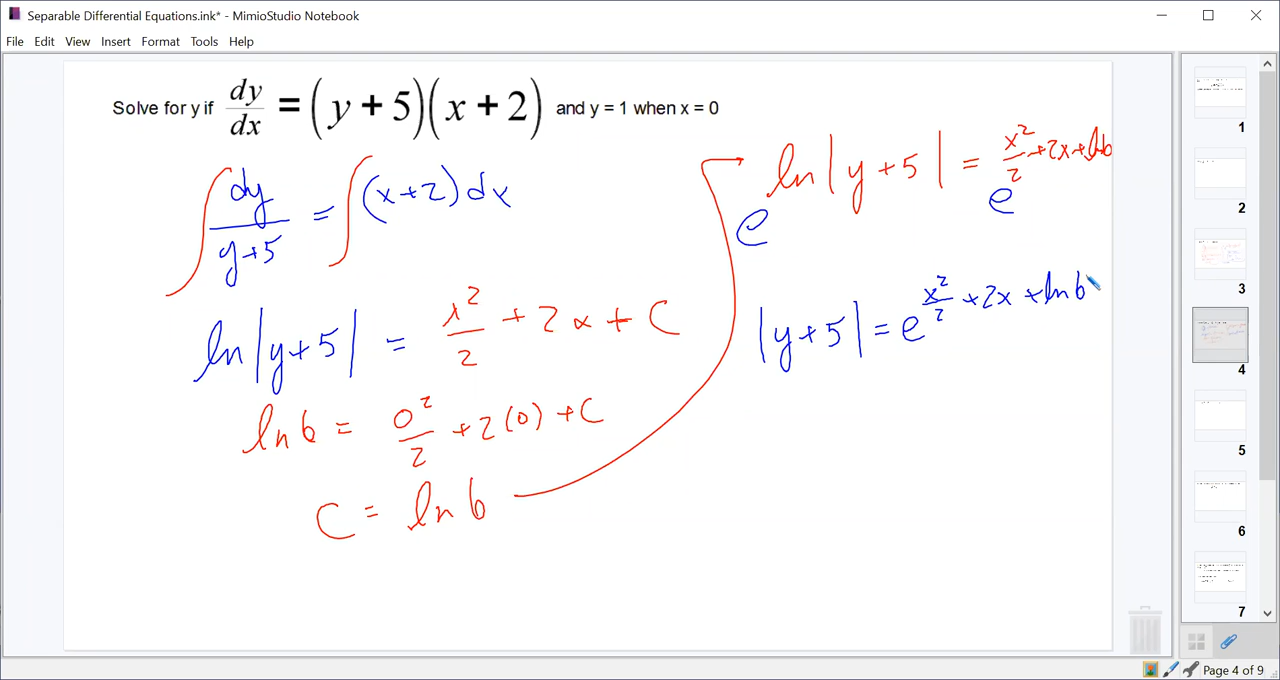 Separable Differential Equations.ink* - MimioStudio Notebook
File Edit View Insert Format Tools Help
Solve for y if dy/dx = (y + 5)(x + 2) and y = 1 when x = 0
∫ dy/(y+5) = ∫ (x+2) dx
ln|y+5| = x²/2 + 2x + C
ln 6 = 0²/2 + 2(0) + C
C = ln 6
e^(ln|y+5|) = e^(x²/2 + 2x + ln 6)
|y+5| = e^(x²/2 + 2x + ln 6)
1
2
3
4
5
6
7
Page 4 of 9